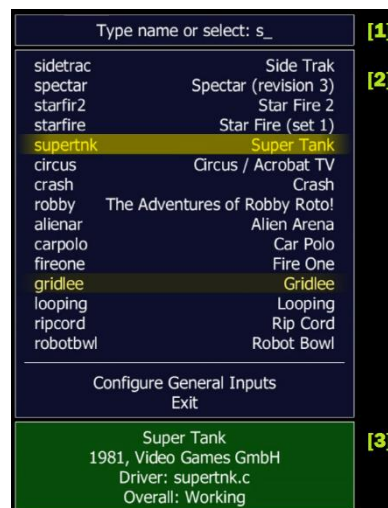 Type name or select: s_
[1]
[2]
sidetrac Side Trak
spectar Spectar (revision 3)
starfir2 Star Fire 2
starfire Star Fire (set 1)
supertnk Super Tank
circus Circus / Acrobat TV
crash Crash
robby The Adventures of Robby Roto!
alienar Alien Arena
carpolo Car Polo
fireone Fire One
gridlee Gridlee
looping Looping
ripcord Rip Cord
robotbwl Robot Bowl
Configure General Inputs
Exit
[3]
Super Tank
1981, Video Games GmbH
Driver: supertnk.c
Overall: Working